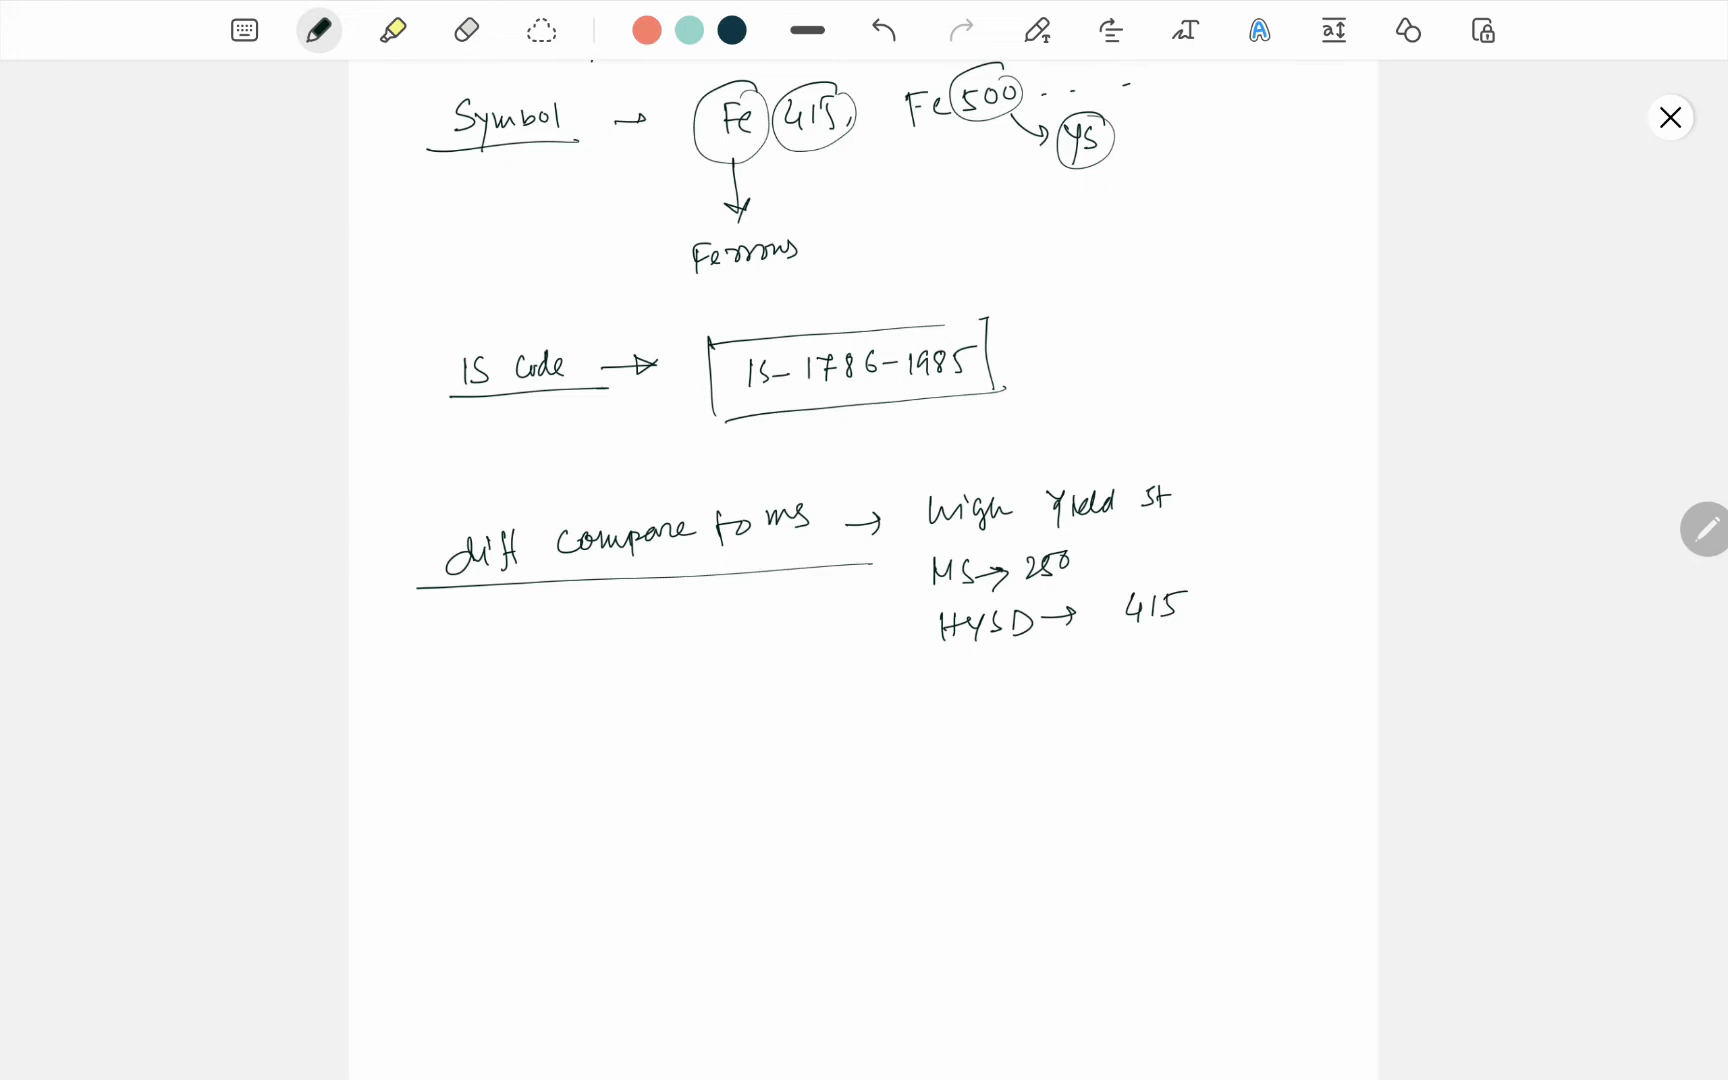 Symbol → Fe 415, Fe 500 . . . -
YS
Ferrous
IS Code → IS-1786-1985
diff compare to ms → high Yield St
MS → 250
HYSD → 415